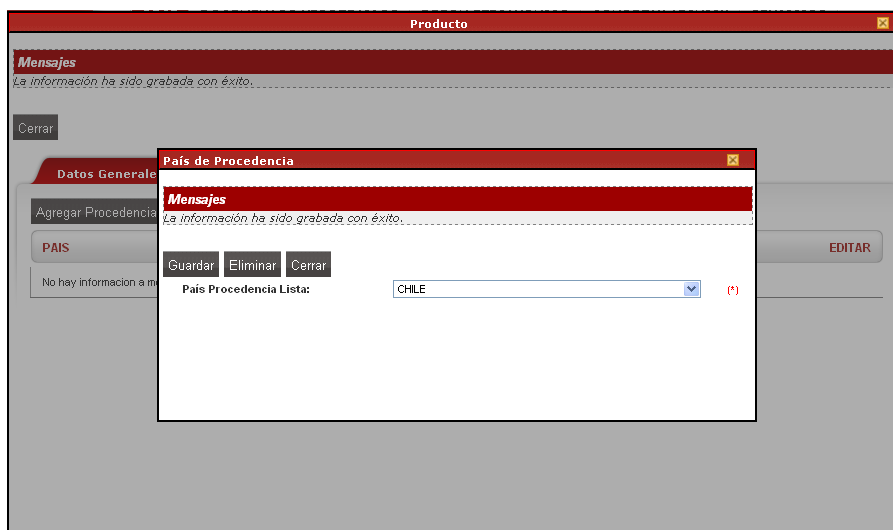 Producto
Mensajes
La información ha sido grabada con éxito.
Cerrar
Datos Generale
Agregar Procedencia
PAIS
EDITAR
No hay informacion a m
País de Procedencia
Mensajes
La información ha sido grabada con éxito.
Guardar Eliminar Cerrar
País Procedencia Lista: CHILE (*)